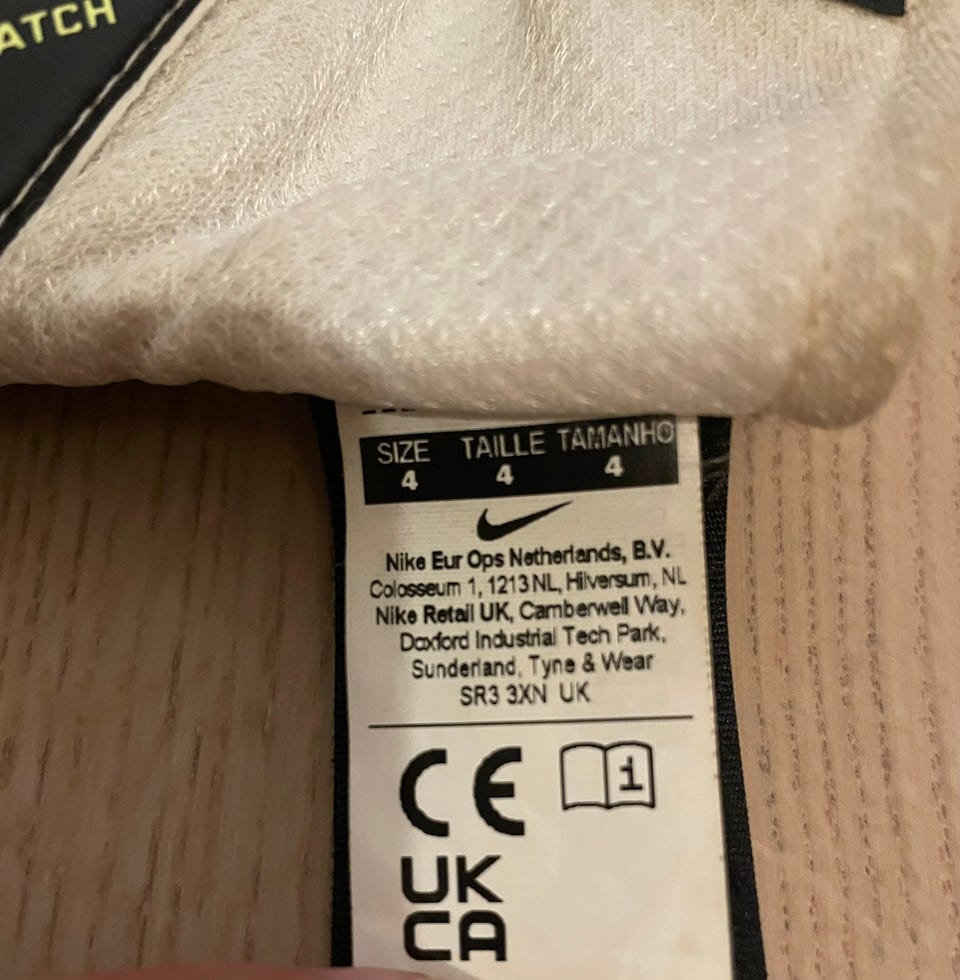 ATCH
SIZE TAILLE TAMANHO
4 4 4
Nike Eur Ops Netherlands, B.V.
Colosseum 1, 1213 NL, Hilversum, NL
Nike Retail UK, Camberwell Way,
Doxford Industrial Tech Park,
Sunderland, Tyne & Wear
SR3 3XN UK
CE i
UK
CA